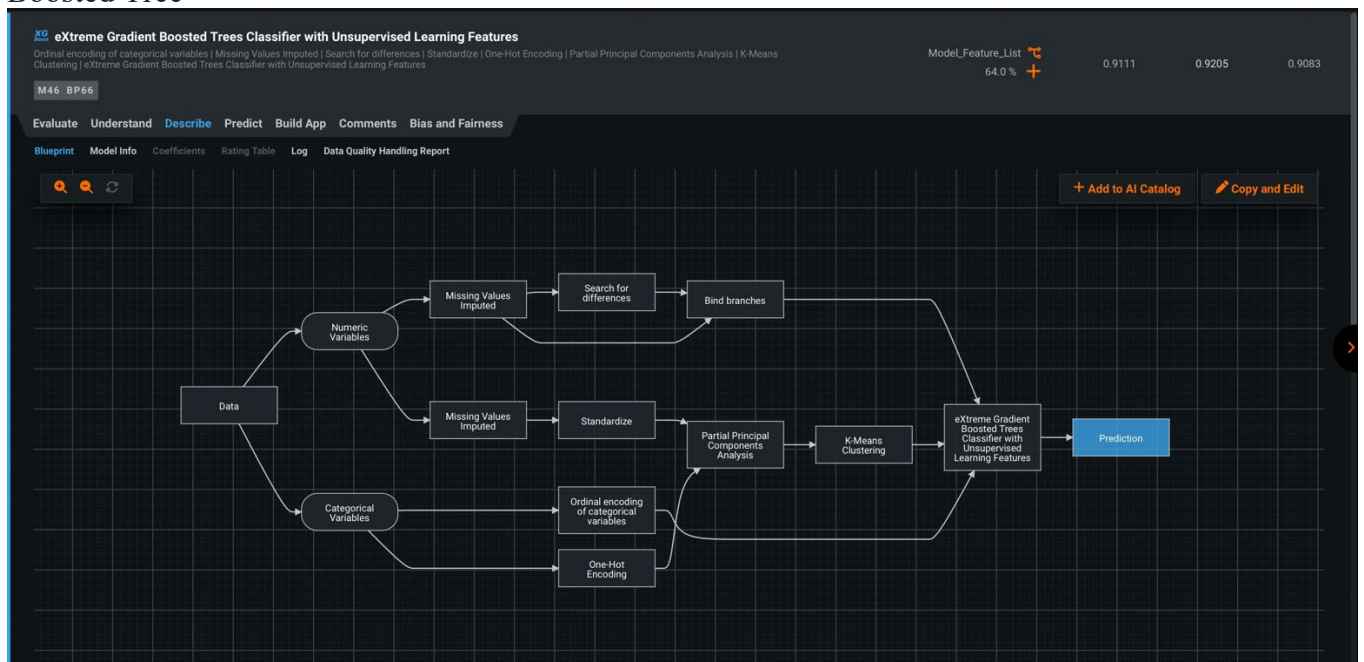 Boosted Tree
XG Boost eXtreme Gradient Boosted Trees Classifier with Unsupervised Learning Features
Ordinal encoding of categorical variables | Missing Values Imputed | Search for differences | Standardize | One-Hot Encoding | Partial Principal Components Analysis | K-Means
Clustering | eXtreme Gradient Boosted Trees Classifier with Unsupervised Learning Features
Model_Feature_List
64.0 % +
0.9111 0.9205 0.9083
M46 BP66
Evaluate Understand Describe Predict Build App Comments Bias and Fairness
Blueprint Model Info Coefficients Rating Table Log Data Quality Handling Report
+ Add to AI Catalog
Copy and Edit
Missing Values
Imputed
Search for
differences
Bind branches
Numeric
Variables
Data
Missing Values
Imputed
Standardize
Partial Principal
Components
Analysis
K-Means
Clustering
eXtreme Gradient
Boosted Trees
Classifier with
Unsupervised
Learning Features
Prediction
Categorical
Variables
Ordinal encoding
of categorical
variables
One-Hot
Encoding